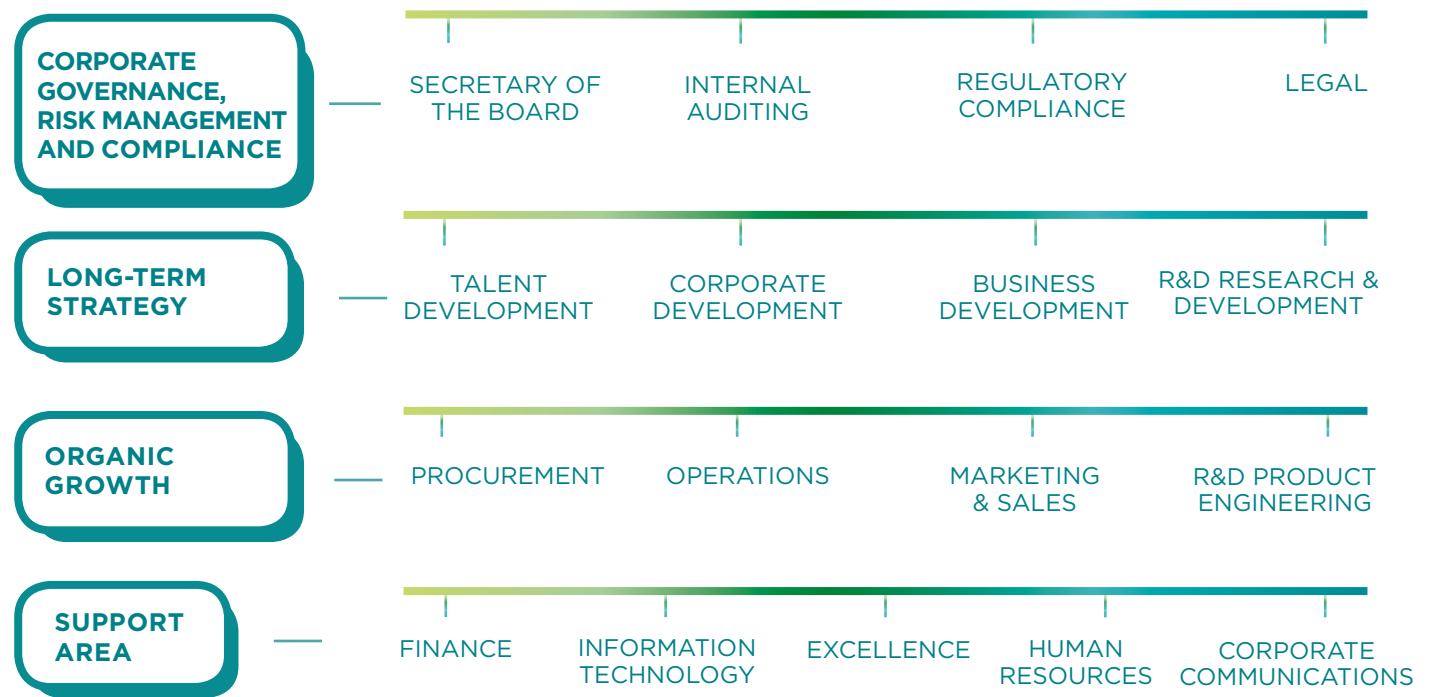 CORPORATE
GOVERNANCE,
RISK MANAGEMENT
AND COMPLIANCE
SECRETARY OF
THE BOARD
INTERNAL
AUDITING
REGULATORY
COMPLIANCE
LEGAL
LONG-TERM
STRATEGY
TALENT
DEVELOPMENT
CORPORATE
DEVELOPMENT
BUSINESS
DEVELOPMENT
R&D RESEARCH &
DEVELOPMENT
ORGANIC
GROWTH
PROCUREMENT
OPERATIONS
MARKETING
& SALES
R&D PRODUCT
ENGINEERING
SUPPORT
AREA
FINANCE
INFORMATION
TECHNOLOGY
EXCELLENCE
HUMAN
RESOURCES
CORPORATE
COMMUNICATIONS